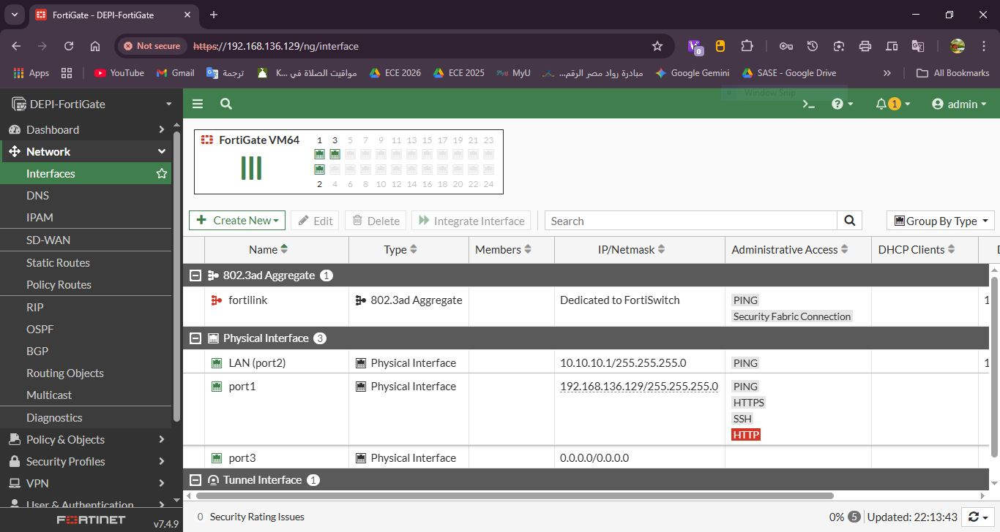 FortiGate - DEPI-FortiGate
Not secure https://192.168.136.129/ng/interface
0
Apps YouTube Gmail ترجمة مواقيت الصلاة في K... ECE 2026 ECE 2025 MyU مبادرة رواد مصر الرقم... Google Gemini SASE - Google Drive » All Bookmarks
DEPI-FortiGate
Window Snip
1 admin
Dashboard
Network
Interfaces
DNS
IPAM
SD-WAN
Static Routes
Policy Routes
RIP
OSPF
BGP
Routing Objects
Multicast
Diagnostics
Policy & Objects
Security Profiles
VPN
User & Authentication
FORTINET v7.4.9
FortiGate VM64
1 3 5 7 9 11 13 15 17 19 21 23
2 4 6 8 10 12 14 16 18 20 22 24
Create New Edit Delete Integrate Interface Search Group By Type
Name Type Members IP/Netmask Administrative Access DHCP Clients
802.3ad Aggregate 1
fortilink 802.3ad Aggregate Dedicated to FortiSwitch PING 1
Security Fabric Connection
Physical Interface 3
LAN (port2) Physical Interface 10.10.10.1/255.255.255.0 PING 1
port1 Physical Interface 192.168.136.129/255.255.255.0 PING
HTTPS
SSH
HTTP
port3 Physical Interface 0.0.0.0/0.0.0.0
Tunnel Interface 1
0 Security Rating Issues 0% 5 Updated: 22:13:43